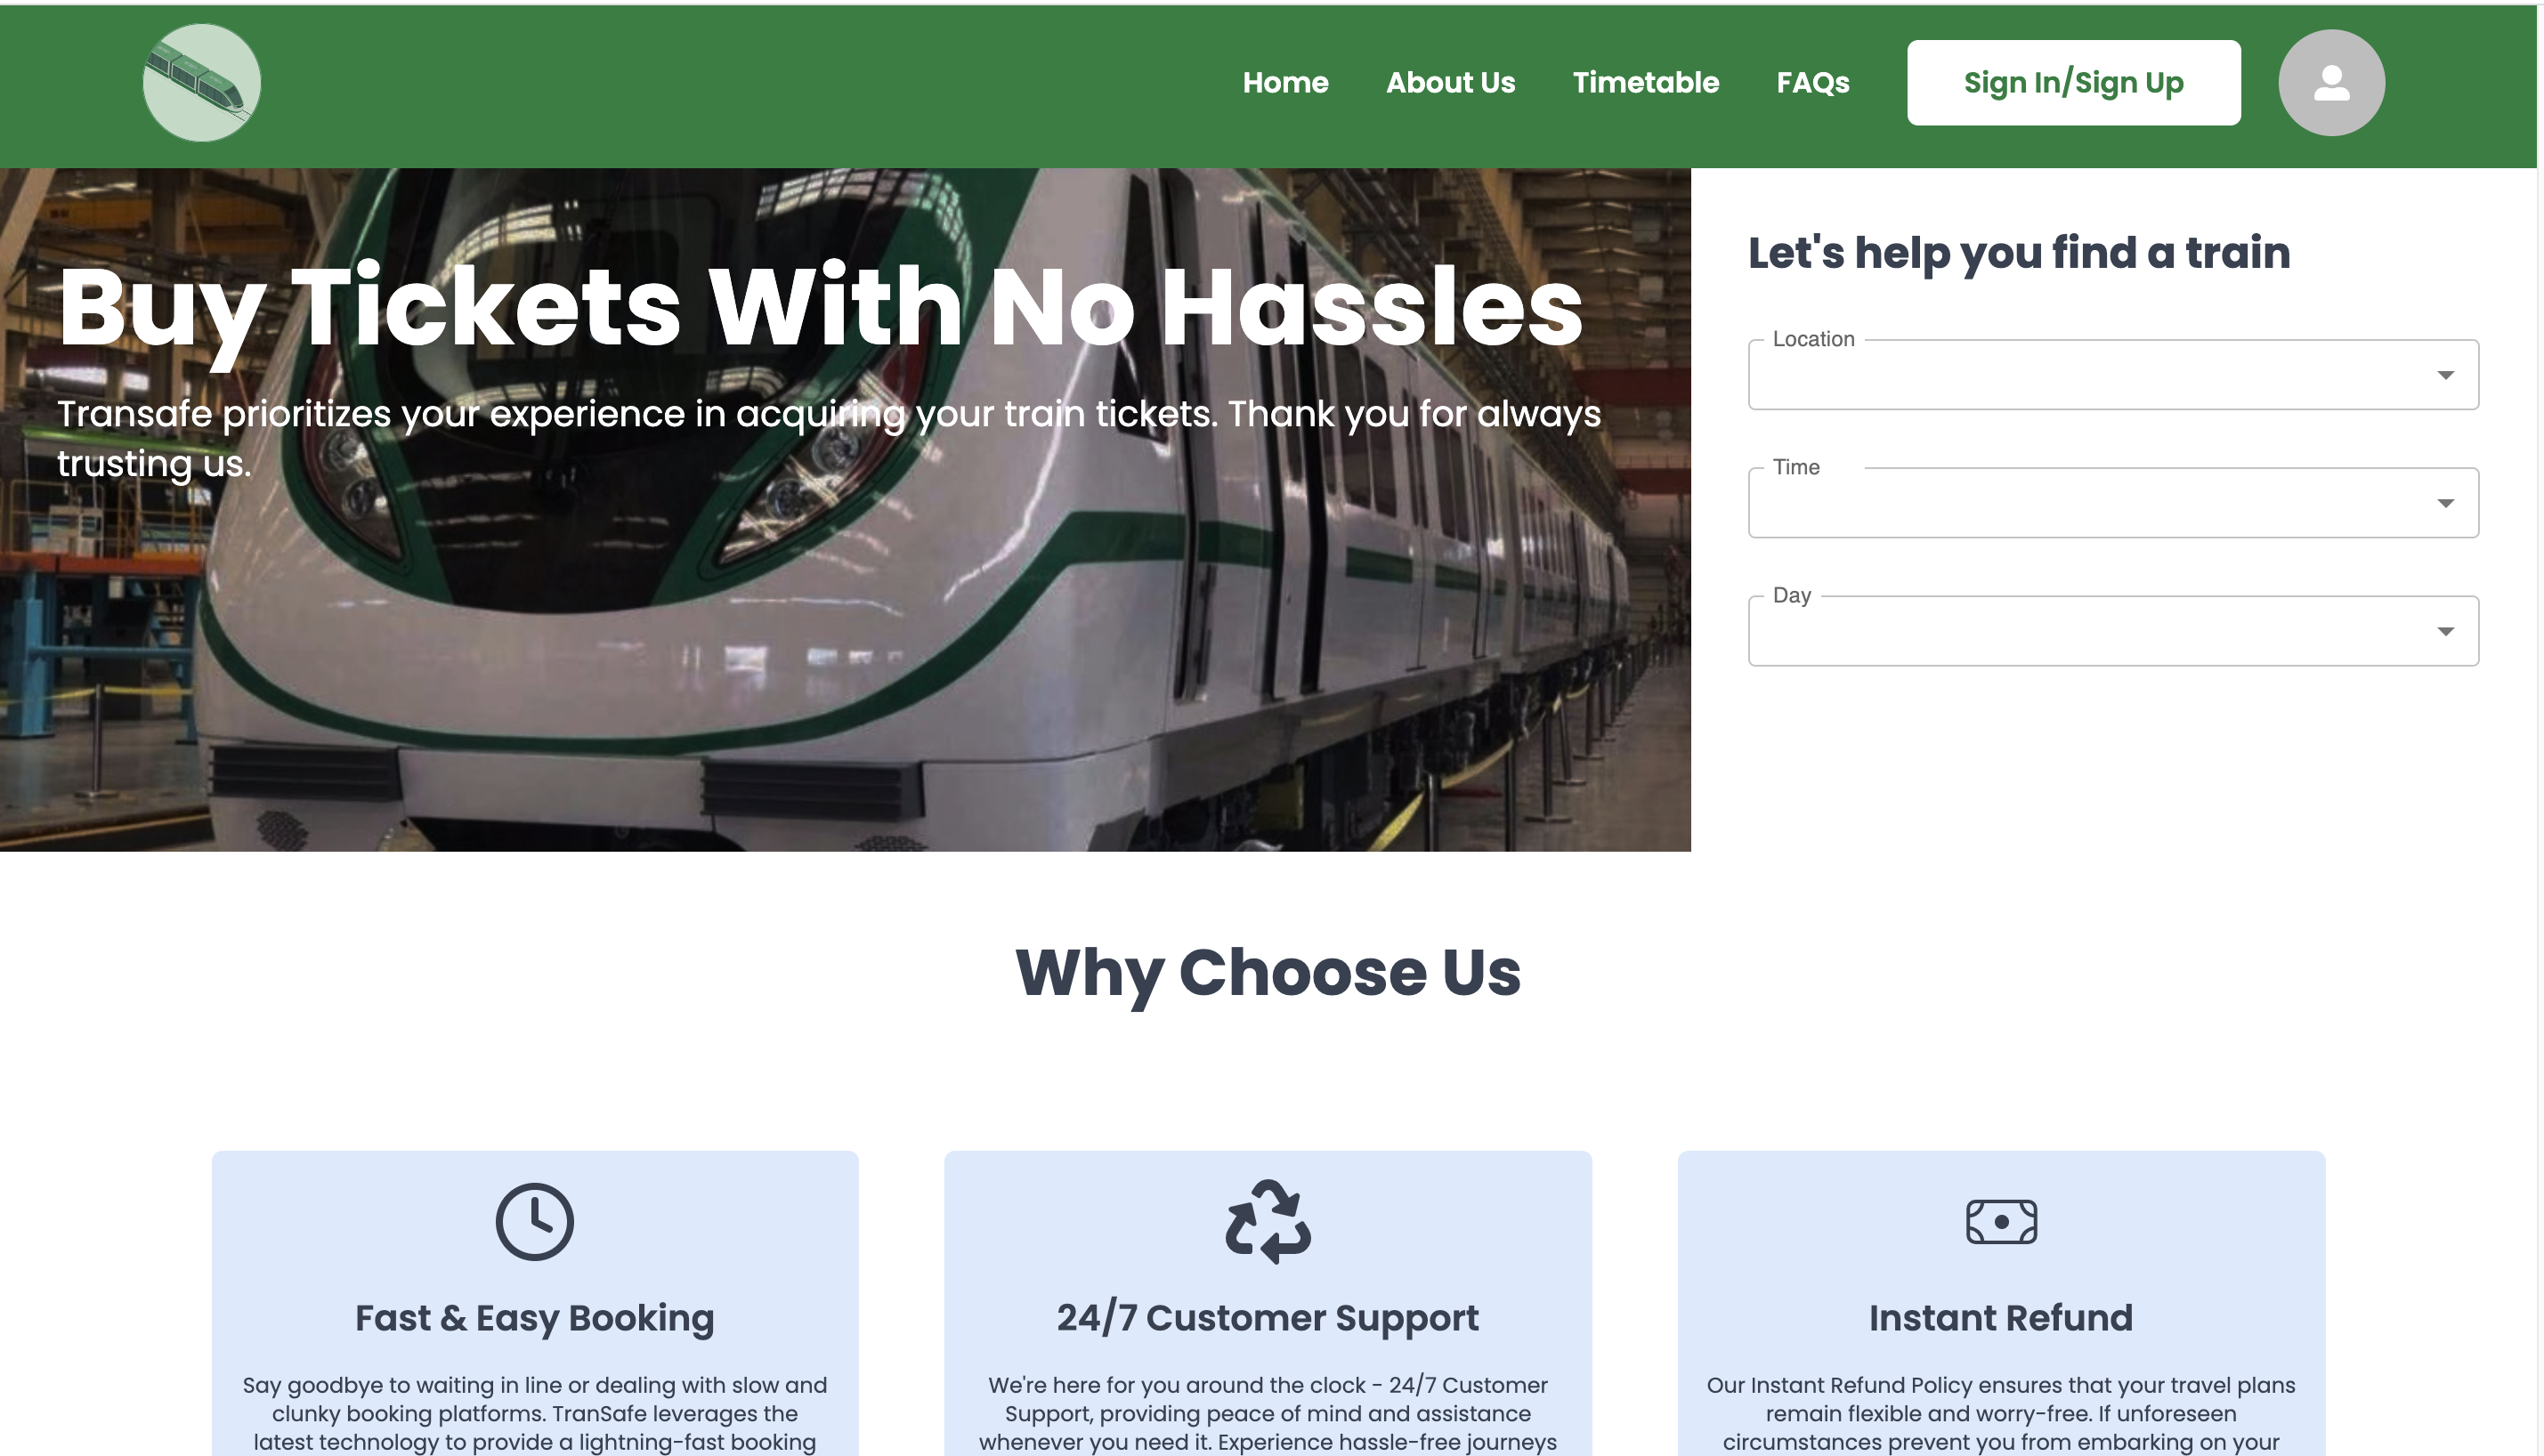 Home About Us Timetable FAQs Sign In/Sign Up
Buy Tickets With No Hassles
Transafe prioritizes your experience in acquiring your train tickets. Thank you for always
trusting us.
Let's help you find a train
Location
Time
Day
Why Choose Us
Fast & Easy Booking
Say goodbye to waiting in line or dealing with slow and
clunky booking platforms. TranSafe leverages the
latest technology to provide a lightning-fast booking
24/7 Customer Support
We're here for you around the clock - 24/7 Customer
Support, providing peace of mind and assistance
whenever you need it. Experience hassle-free journeys
Instant Refund
Our Instant Refund Policy ensures that your travel plans
remain flexible and worry-free. If unforeseen
circumstances prevent you from embarking on your